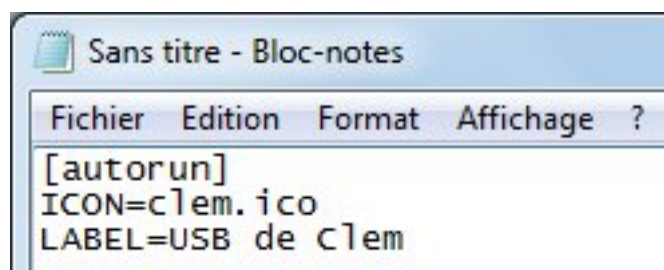 Sans titre - Bloc-notes
Fichier Edition Format Affichage ?
[autorun]
ICON=clem.ico
LABEL=USB de Clem